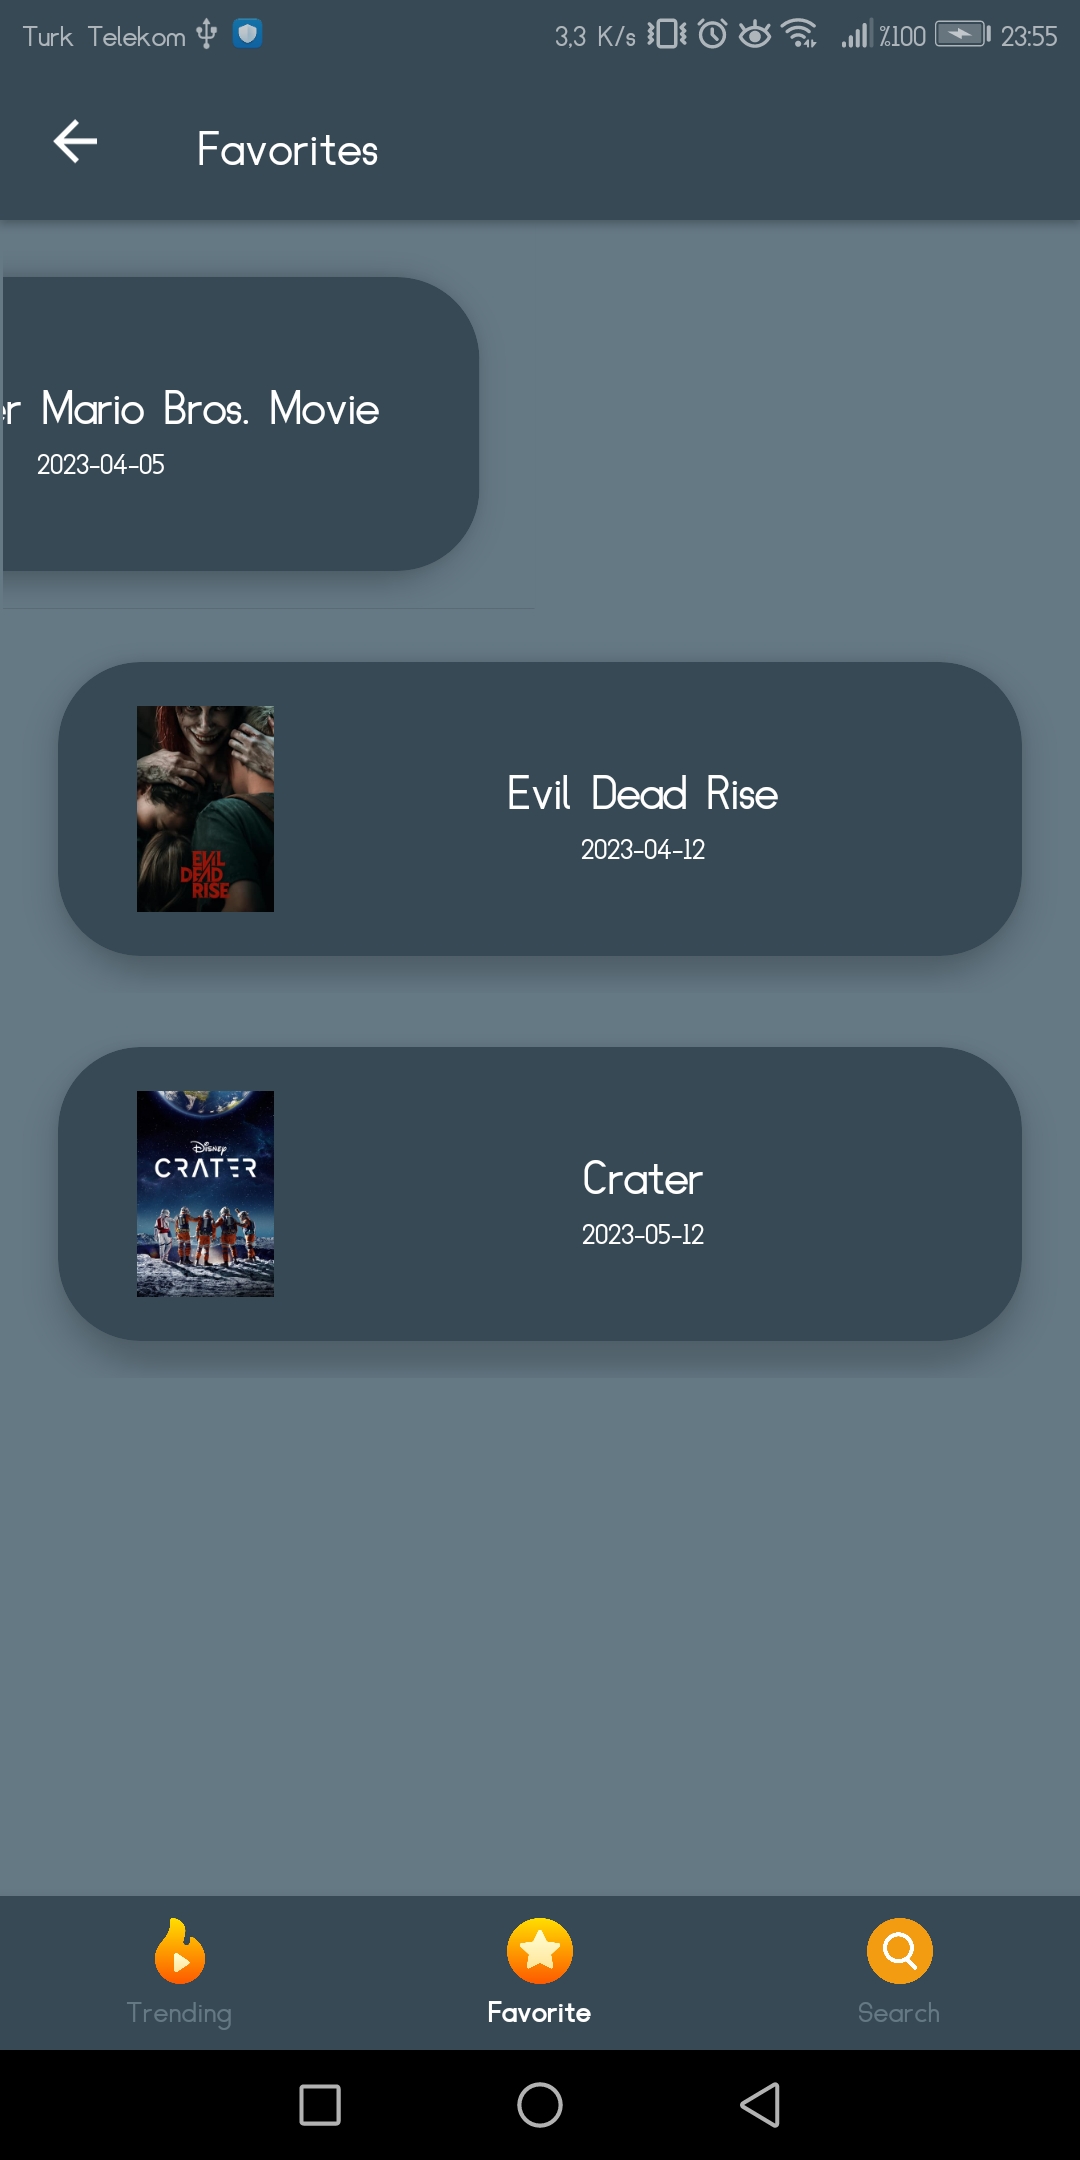 Turk Telekom 3,3 K/s %100 23:55
Favorites
er Mario Bros. Movie
2023-04-05
EVIL
DEAD
RISE
Evil Dead Rise
2023-04-12
Disney
CRATER
Crater
2023-05-12
Trending Favorite Search